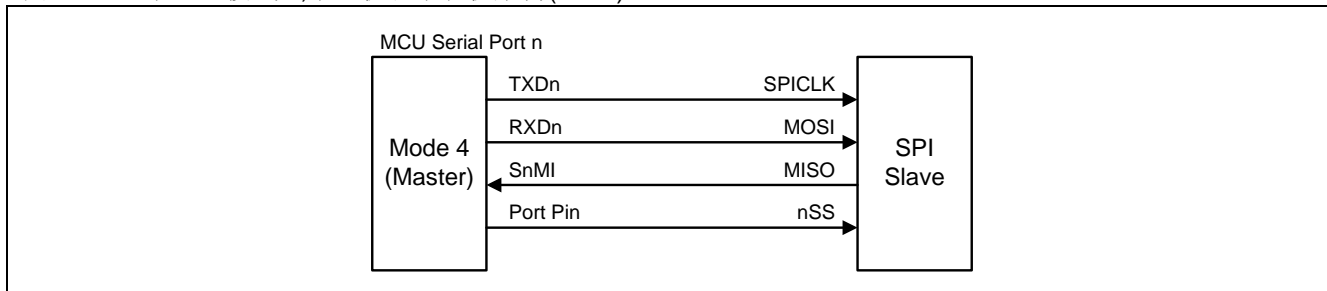 MCU Serial Port n
TXDn SPICLK
RXDn MOSI
Mode 4
(Master)
SPI
Slave
SnMI MISO
Port Pin nSS